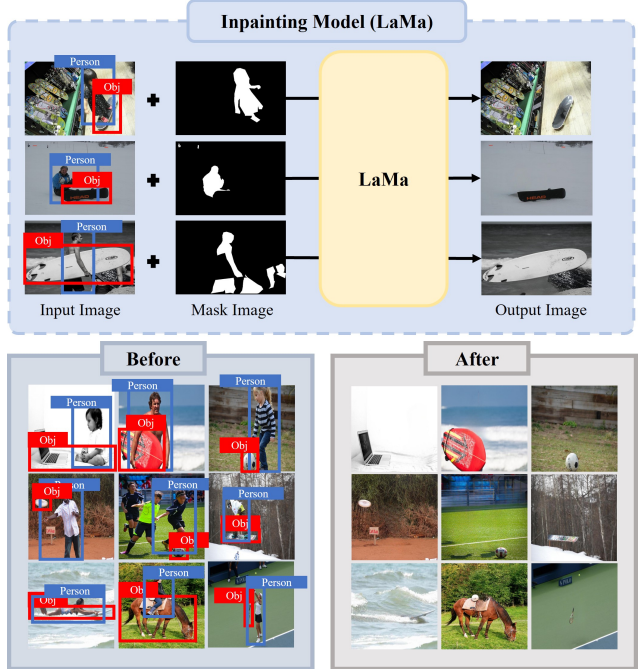 Inpainting Model (LaMa)
Person
Obj
Person
Obj
Person
Obj
LaMa
Input Image
Mask Image
Output Image
Before
After
Person
Obj
Person
Obj
Person
Obj
Person
Obj
Person
Obj
Person
Obj
Person
Obj
Person
Obj
Person
Obj